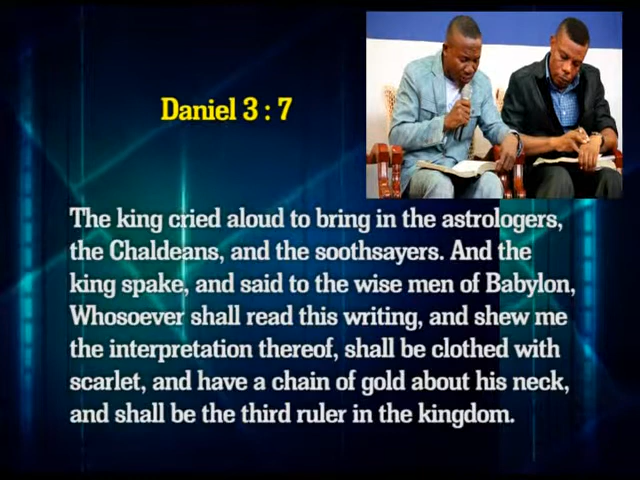 Daniel 3 : 7
The king cried aloud to bring in the astrologers,
the Chaldeans, and the soothsayers. And the
king spake, and said to the wise men of Babylon,
Whosoever shall read this writing, and shew me
the interpretation thereof, shall be clothed with
scarlet, and have a chain of gold about his neck,
and shall be the third ruler in the kingdom.